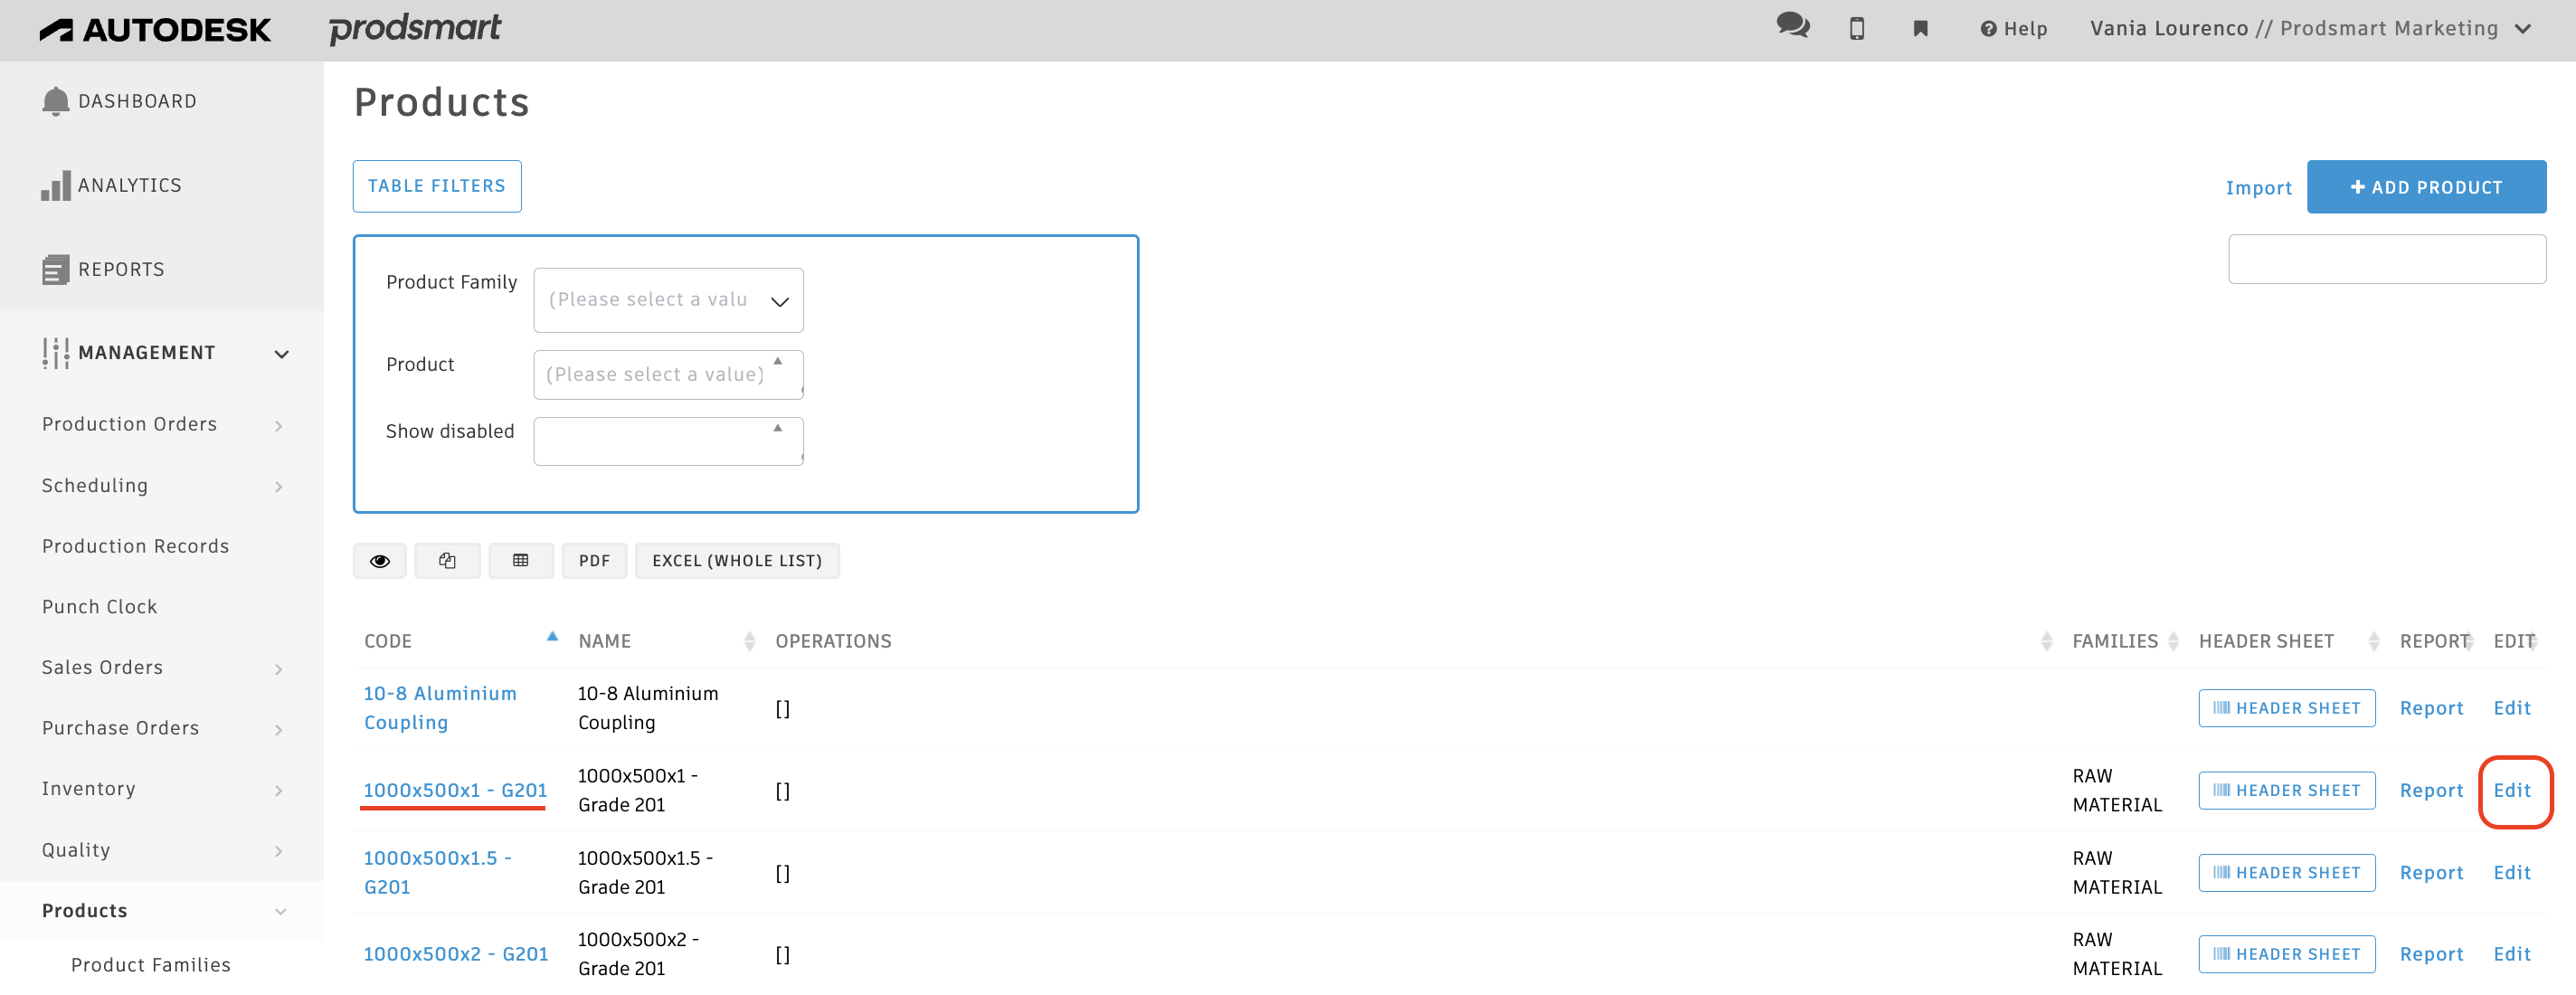 AUTODESK prodsmart Help Vania Lourenco // Prodsmart Marketing
DASHBOARD
ANALYTICS
REPORTS
MANAGEMENT
Production Orders
Scheduling
Production Records
Punch Clock
Sales Orders
Purchase Orders
Inventory
Quality
Products
Product Families
Products
TABLE FILTERS
Import + ADD PRODUCT
Product Family (Please select a valu
Product (Please select a value)
Show disabled
PDF EXCEL (WHOLE LIST)
CODE NAME OPERATIONS FAMILIES HEADER SHEET REPORT EDIT
10-8 Aluminium 10-8 Aluminium
Coupling Coupling [] HEADER SHEET Report Edit
1000x500x1 - RAW
1000x500x1 - G201 [] HEADER SHEET Report Edit
Grade 201 MATERIAL
1000x500x1.5 - 1000x500x1.5 - RAW
[] HEADER SHEET Report Edit
G201 Grade 201 MATERIAL
1000x500x2 - RAW
1000x500x2 - G201 [] HEADER SHEET Report Edit
Grade 201 MATERIAL